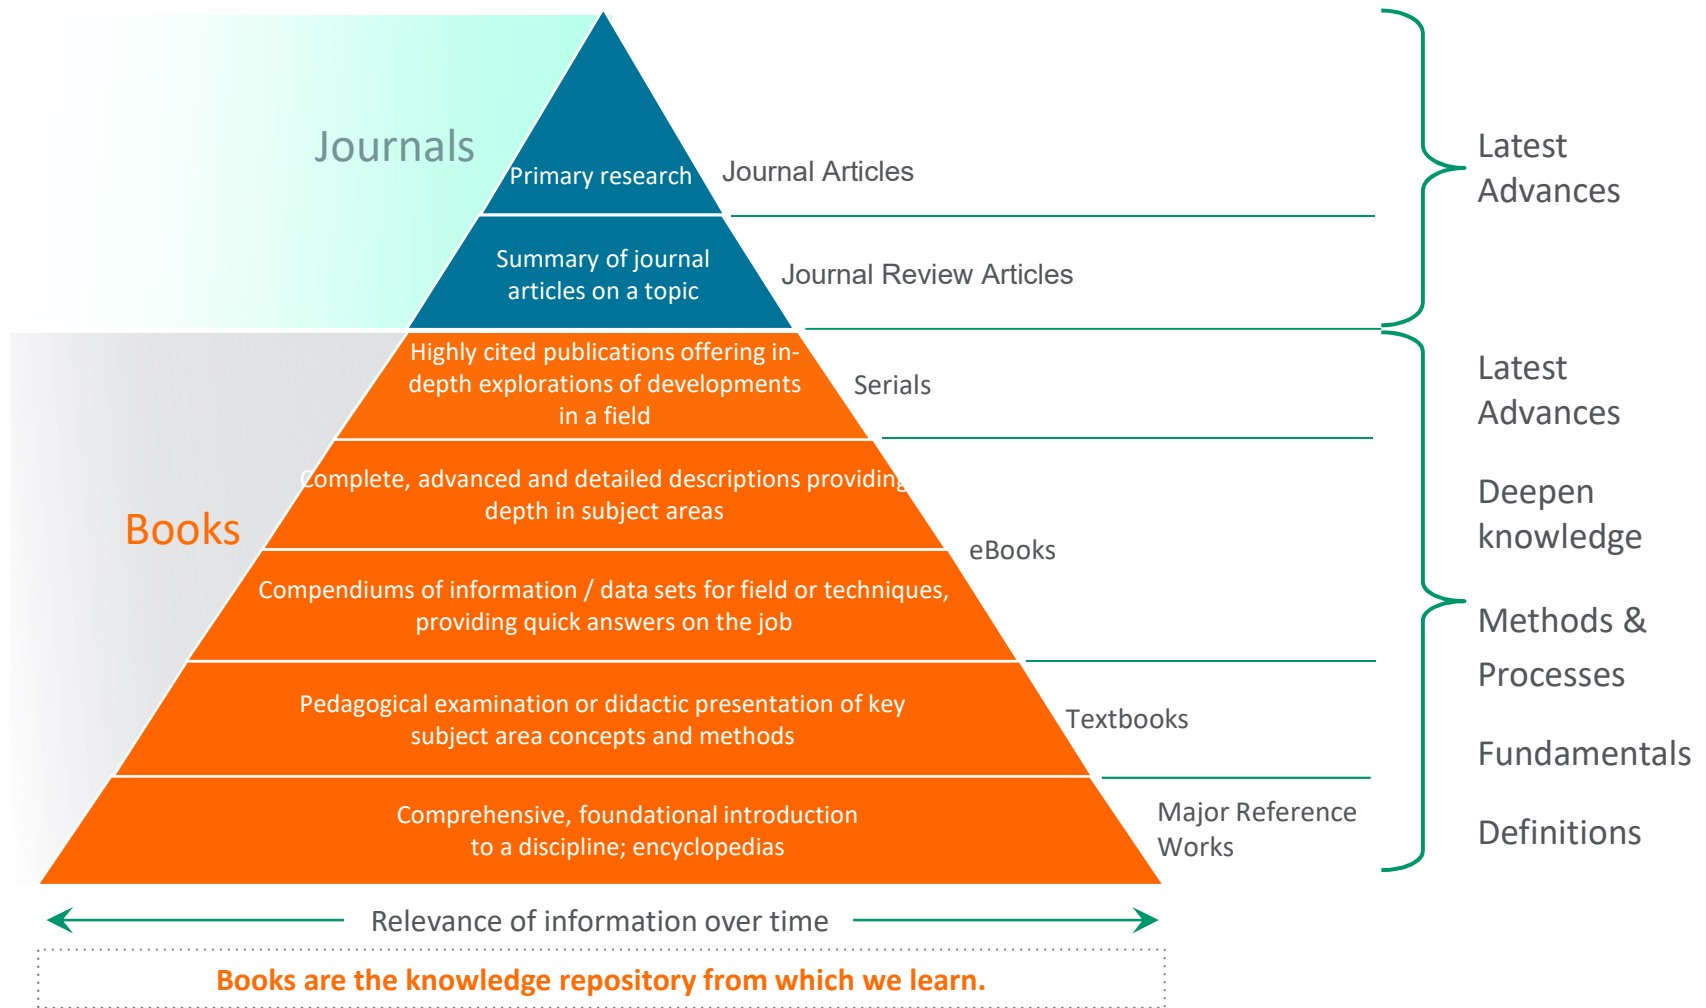 Journals
Primary research
Journal Articles
Latest
Advances
Summary of journal
articles on a topic
Journal Review Articles
Highly cited publications offering in-
depth explorations of developments
in a field
Serials
Latest
Advances
Books
Complete, advanced and detailed descriptions providing
depth in subject areas
Deepen
knowledge
eBooks
Compendiums of information / data sets for field or techniques,
providing quick answers on the job
Methods &
Processes
Pedagogical examination or didactic presentation of key
subject area concepts and methods
Textbooks
Fundamentals
Comprehensive, foundational introduction
to a discipline; encyclopedias
Major Reference
Works
Definitions
Relevance of information over time
Books are the knowledge repository from which we learn.